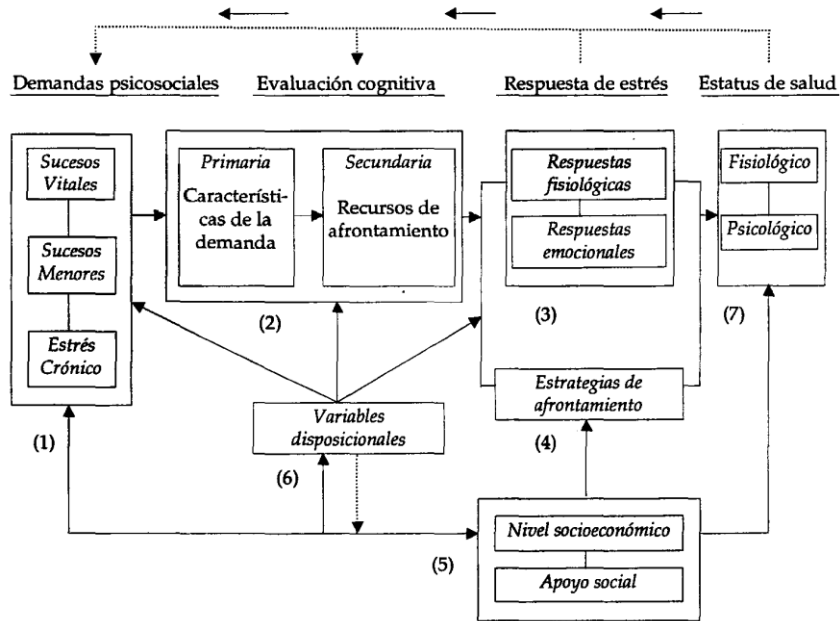 Demandas psicosociales
Evaluación cognitiva
Respuesta de estrés
Estatus de salud
Sucesos
Vitales
Sucesos
Menores
Estrés
Crónico
(1)
Primaria
Característi-
cas de la
demanda
Secundaria
Recursos de
afrontamiento
(2)
Respuestas
fisiológicas
Respuestas
emocionales
(3)
Fisiológico
Psicológico
(7)
Estrategias de
afrontamiento
(4)
Variables
disposicionales
(6)
Nivel socioeconómico
(5)
Apoyo social